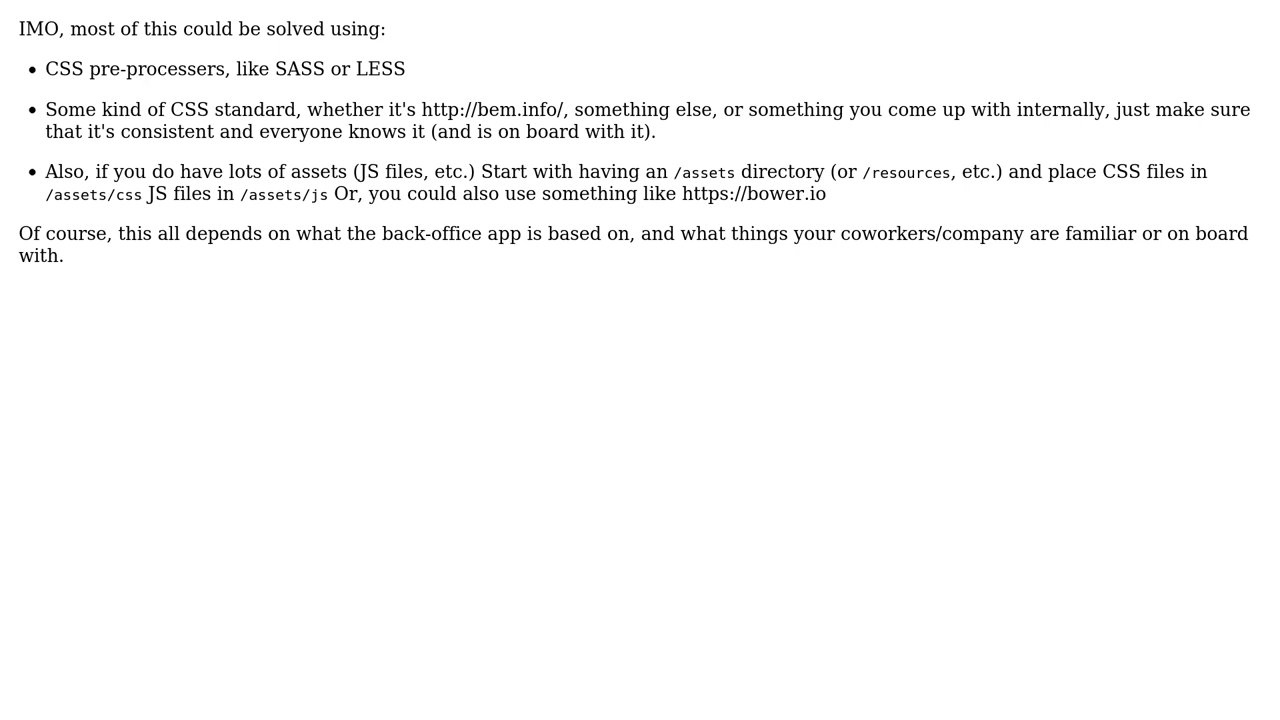 IMO, most of this could be solved using:
• CSS pre-processers, like SASS or LESS
• Some kind of CSS standard, whether it's http://bem.info/, something else, or something you come up with internally, just make sure
that it's consistent and everyone knows it (and is on board with it).
• Also, if you do have lots of assets (JS files, etc.) Start with having an /assets directory (or /resources, etc.) and place CSS files in
/assets/css JS files in /assets/js Or, you could also use something like https://bower.io
Of course, this all depends on what the back-office app is based on, and what things your coworkers/company are familiar or on board
with.